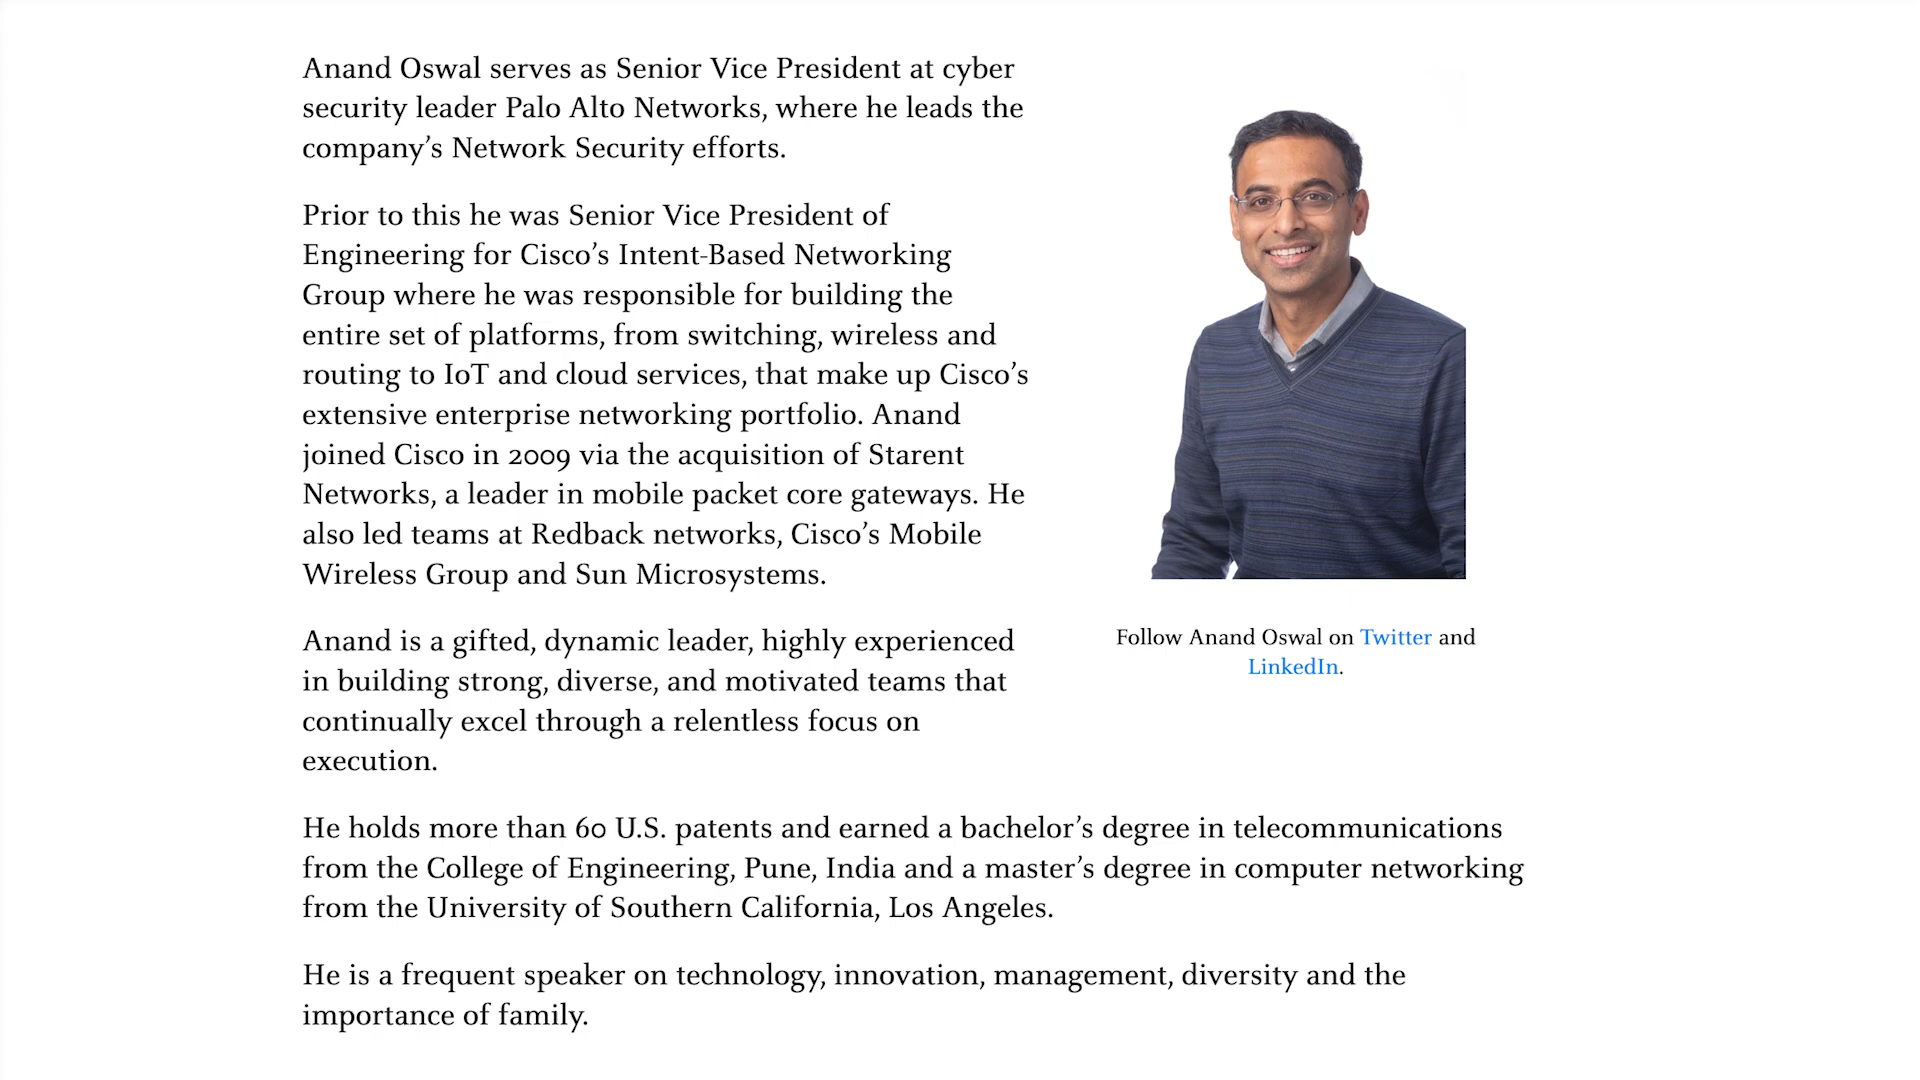 Anand Oswal serves as Senior Vice President at cyber
security leader Palo Alto Networks, where he leads the
company’s Network Security efforts.
Prior to this he was Senior Vice President of
Engineering for Cisco’s Intent-Based Networking
Group where he was responsible for building the
entire set of platforms, from switching, wireless and
routing to IoT and cloud services, that make up Cisco’s
extensive enterprise networking portfolio. Anand
joined Cisco in 2009 via the acquisition of Starent
Networks, a leader in mobile packet core gateways. He
also led teams at Redback networks, Cisco’s Mobile
Wireless Group and Sun Microsystems.
Anand is a gifted, dynamic leader, highly experienced
in building strong, diverse, and motivated teams that
continually excel through a relentless focus on
execution.
Follow Anand Oswal on Twitter and
LinkedIn.
He holds more than 60 U.S. patents and earned a bachelor’s degree in telecommunications
from the College of Engineering, Pune, India and a master’s degree in computer networking
from the University of Southern California, Los Angeles.
He is a frequent speaker on technology, innovation, management, diversity and the
importance of family.